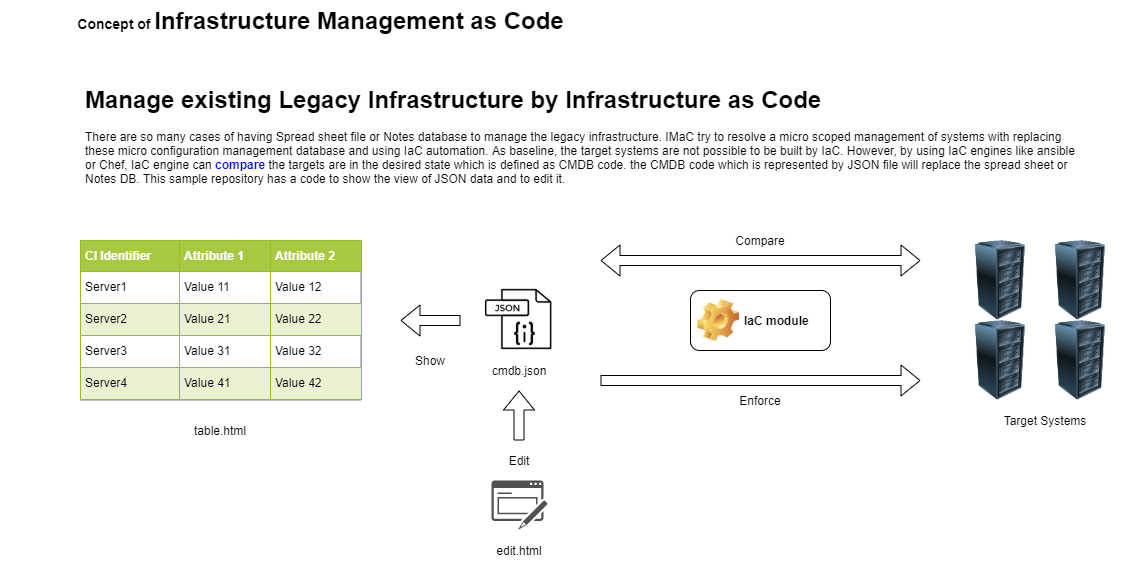 Concept of Infrastructure Management as Code
Manage existing Legacy Infrastructure by Infrastructure as Code
There are so many cases of having Spread sheet file or Notes database to manage the legacy infrastructure. IMaC try to resolve a micro scoped management of systems with replacing
these micro configuration management database and using IaC automation. As baseline, the target systems are not possible to be built by IaC. However, by using IaC engines like ansible
or Chef, IaC engine can compare the targets are in the desired state which is defined as CMDB code. the CMDB code which is represented by JSON file will replace the spread sheet or
Notes DB. This sample repository has a code to show the view of JSON data and to edit it.
CI Identifier Attribute 1 Attribute 2
Server1 Value 11 Value 12
Server2 Value 21 Value 22
Server3 Value 31 Value 32
Server4 Value 41 Value 42
table.html
Show
JSON
{i}
cmdb.json
Edit
edit.html
Compare
IaC module
Enforce
Target Systems